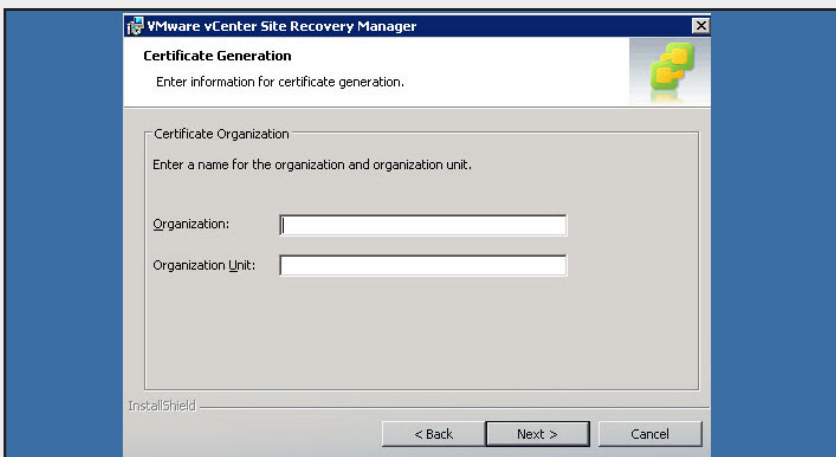 VMware vCenter Site Recovery Manager
Certificate Generation
Enter information for certificate generation.
Certificate Organization
Enter a name for the organization and organization unit.
Organization:
Organization Unit:
InstallShield
< Back Next > Cancel